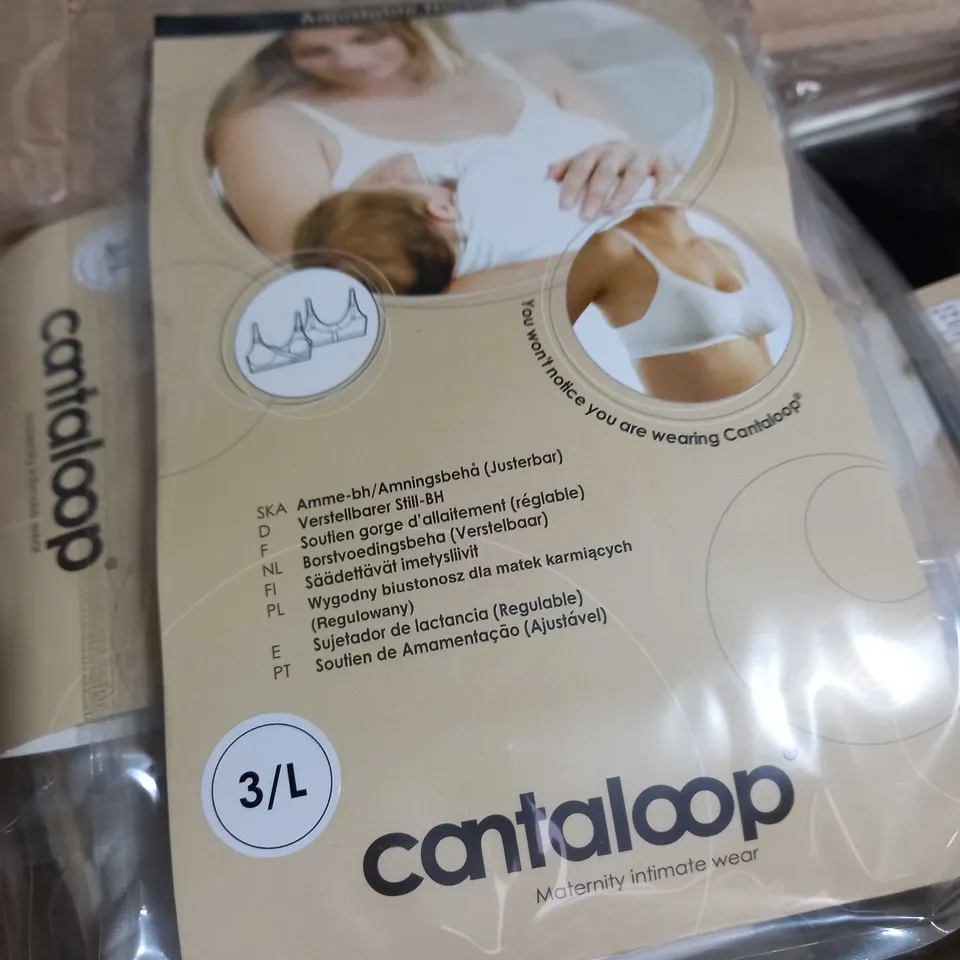 Adjustable
You won't notice you are wearing Cantaloop®
SKA Amme-bh/Amningsbehå (Justerbar)
D Verstellbarer Still-BH
F Soutien gorge d'allaitement (réglable)
NL Borstvoedingsbeha (Verstelbaar)
FI Säädettävät imetysliivit
PL Wygodny biustonosz dla matek karmiących
(Regulowany)
E Sujetador de lactancia (Regulable)
PT Soutien de Amamentação (Ajustável)
3/L
cantaloop®
Maternity intimate wear
cantaloop®